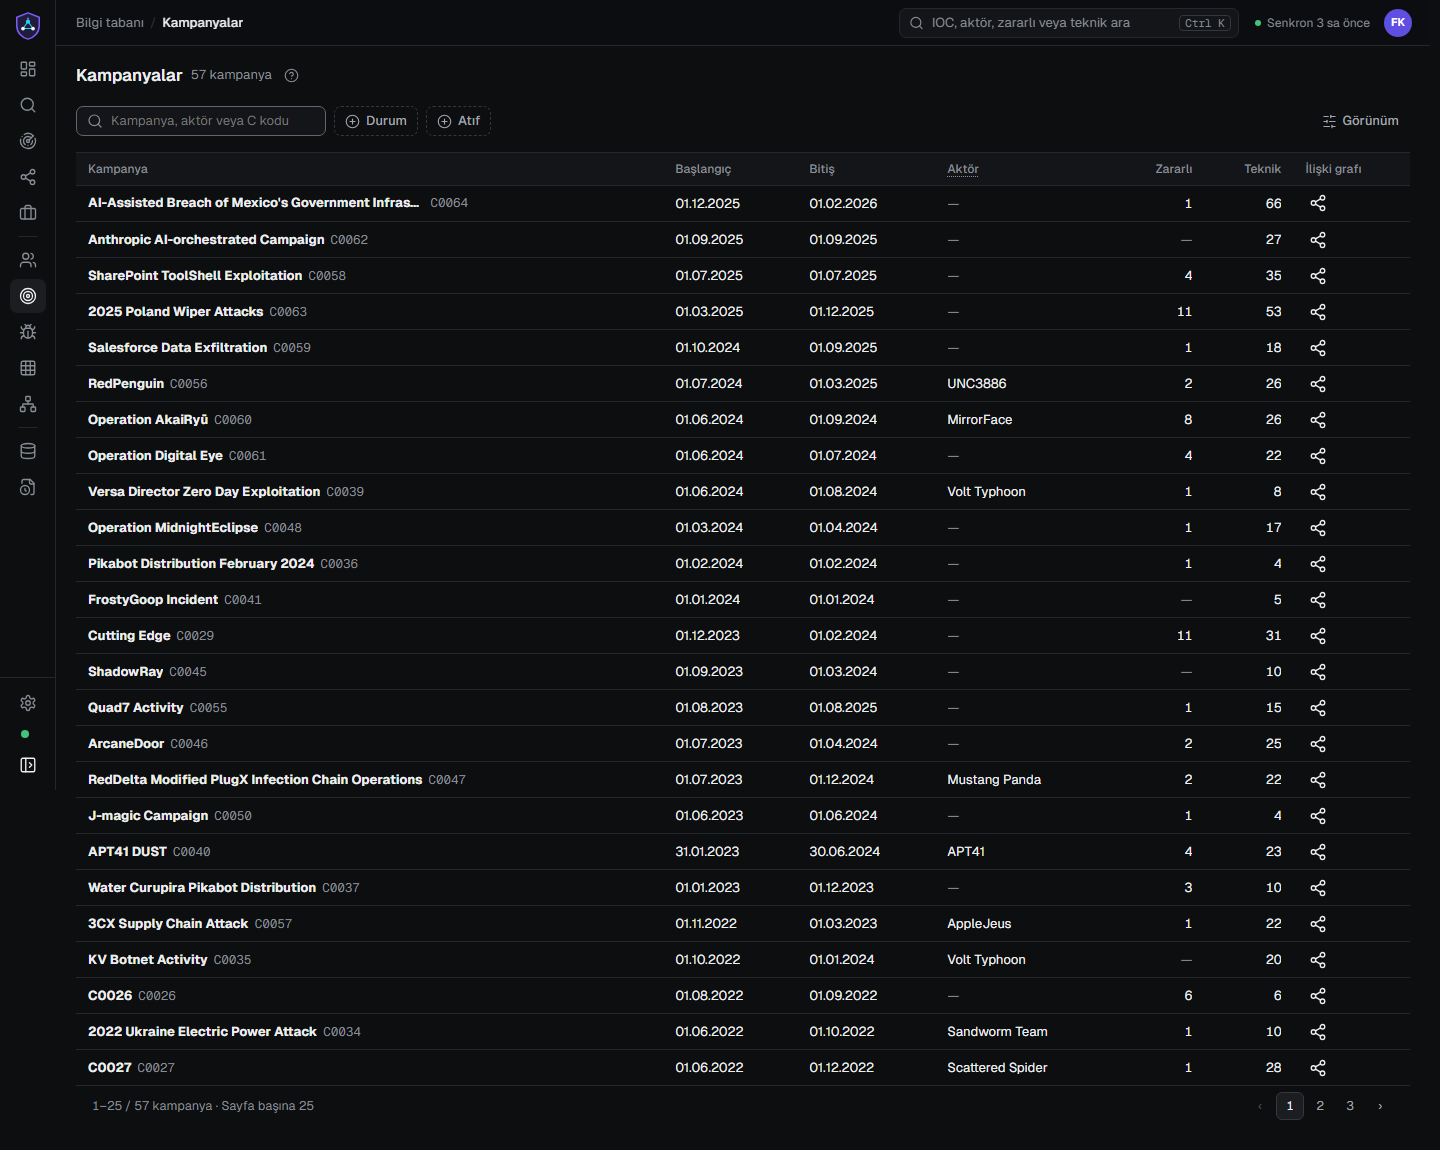 Bilgi tabanı / Kampanyalar
IOC, aktör, zararlı veya teknik ara Ctrl K
Senkron 3 sa önce
FK
Kampanyalar 57 kampanya
Kampanya, aktör veya C kodu
Durum
Atıf
Görünüm
Kampanya Başlangıç Bitiş Aktör Zararlı Teknik İlişki grafı
AI-Assisted Breach of Mexico's Government Infras... C0064 01.12.2025 01.02.2026 — 1 66
Anthropic AI-orchestrated Campaign C0062 01.09.2025 01.09.2025 — — 27
SharePoint ToolShell Exploitation C0058 01.07.2025 01.07.2025 — 4 35
2025 Poland Wiper Attacks C0063 01.03.2025 01.12.2025 — 11 53
Salesforce Data Exfiltration C0059 01.10.2024 01.09.2025 — 1 18
RedPenguin C0056 01.07.2024 01.03.2025 UNC3886 2 26
Operation AkaiRyū C0060 01.06.2024 01.09.2024 MirrorFace 8 26
Operation Digital Eye C0061 01.06.2024 01.07.2024 — 4 22
Versa Director Zero Day Exploitation C0039 01.06.2024 01.08.2024 Volt Typhoon 1 8
Operation MidnightEclipse C0048 01.03.2024 01.04.2024 — 1 17
Pikabot Distribution February 2024 C0036 01.02.2024 01.02.2024 — 1 4
FrostyGoop Incident C0041 01.01.2024 01.01.2024 — — 5
Cutting Edge C0029 01.12.2023 01.02.2024 — 11 31
ShadowRay C0045 01.09.2023 01.03.2024 — — 10
Quad7 Activity C0055 01.08.2023 01.08.2025 — 1 15
ArcaneDoor C0046 01.07.2023 01.04.2024 — 2 25
RedDelta Modified PlugX Infection Chain Operations C0047 01.07.2023 01.12.2024 Mustang Panda 2 22
J-magic Campaign C0050 01.06.2023 01.06.2024 — 1 4
APT41 DUST C0040 31.01.2023 30.06.2024 APT41 4 23
Water Curupira Pikabot Distribution C0037 01.01.2023 01.12.2023 — 3 10
3CX Supply Chain Attack C0057 01.11.2022 01.03.2023 AppleJeus 1 22
KV Botnet Activity C0035 01.10.2022 01.01.2024 Volt Typhoon — 20
C0026 C0026 01.08.2022 01.09.2022 — 6 6
2022 Ukraine Electric Power Attack C0034 01.06.2022 01.10.2022 Sandworm Team 1 10
C0027 C0027 01.06.2022 01.12.2022 Scattered Spider 1 28
1–25 / 57 kampanya · Sayfa başına 25
‹ 1 2 3 ›